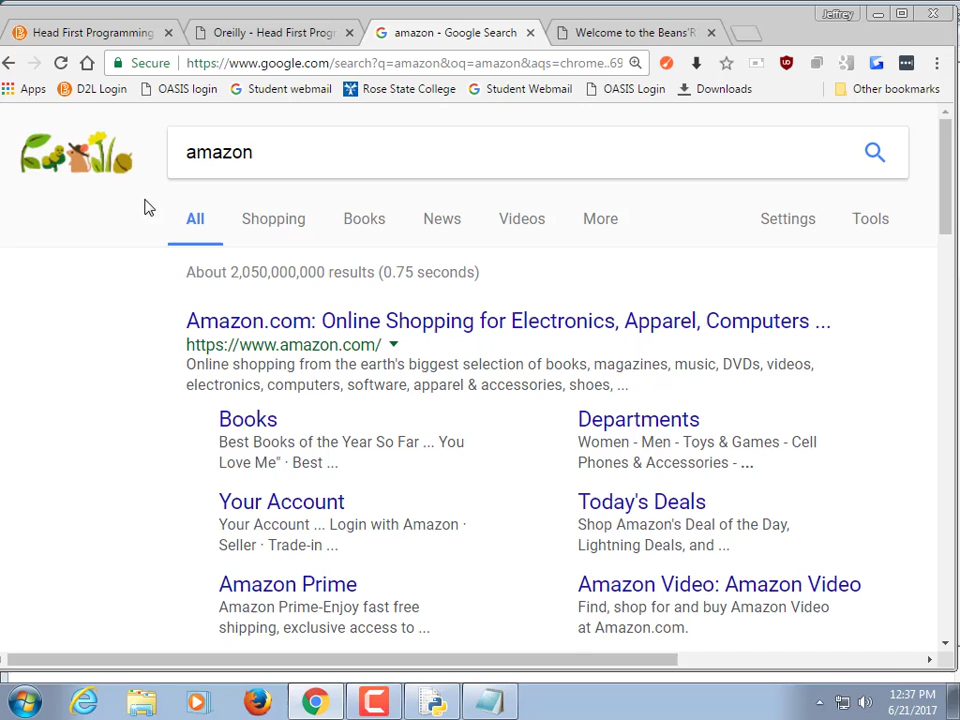 Jeffrey
Head First Programming
Oreilly - Head First Prog
amazon - Google Search
Welcome to the Beans'R
Secure
https://www.google.com/search?q=amazon&oq=amazon&aqs=chrome..69
Apps
D2L Login
OASIS login
Student webmail
Rose State College
Student Webmail
OASIS Login
Downloads
Other bookmarks
amazon
All Shopping Books News Videos More Settings Tools
About 2,050,000,000 results (0.75 seconds)
Amazon.com: Online Shopping for Electronics, Apparel, Computers ...
https://www.amazon.com/
Online shopping from the earth's biggest selection of books, magazines, music, DVDs, videos,
electronics, computers, software, apparel & accessories, shoes, ...
Books
Best Books of the Year So Far ... You
Love Me" · Best ...
Departments
Women - Men - Toys & Games - Cell
Phones & Accessories - ...
Your Account
Your Account ... Login with Amazon ·
Seller · Trade-in ...
Today's Deals
Shop Amazon's Deal of the Day,
Lightning Deals, and ...
Amazon Prime
Amazon Prime-Enjoy fast free
shipping, exclusive access to ...
Amazon Video: Amazon Video
Find, shop for and buy Amazon Video
at Amazon.com.
12:37 PM
6/21/2017